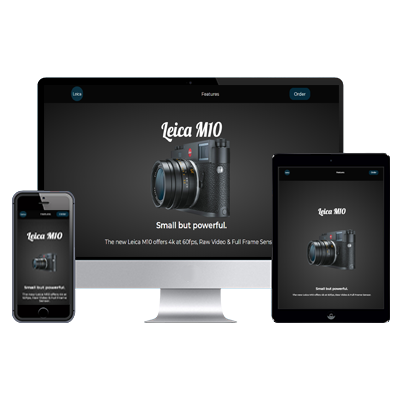 Leica
Features
Order
Leica M10
Small but powerful.
The new Leica M10 offers 4k at 60fps, Raw Video & Full Frame Sens
Features
Order
Leica M10
Small but powerful.
The new Leica M10 offers 4k at
60fps, Raw Video & Full Frame
Sensor
Features
Order
Leica M10
Small but powerful.
The new Leica M10 offers 4k at 60fps, Raw Video & Full Frame Sensor